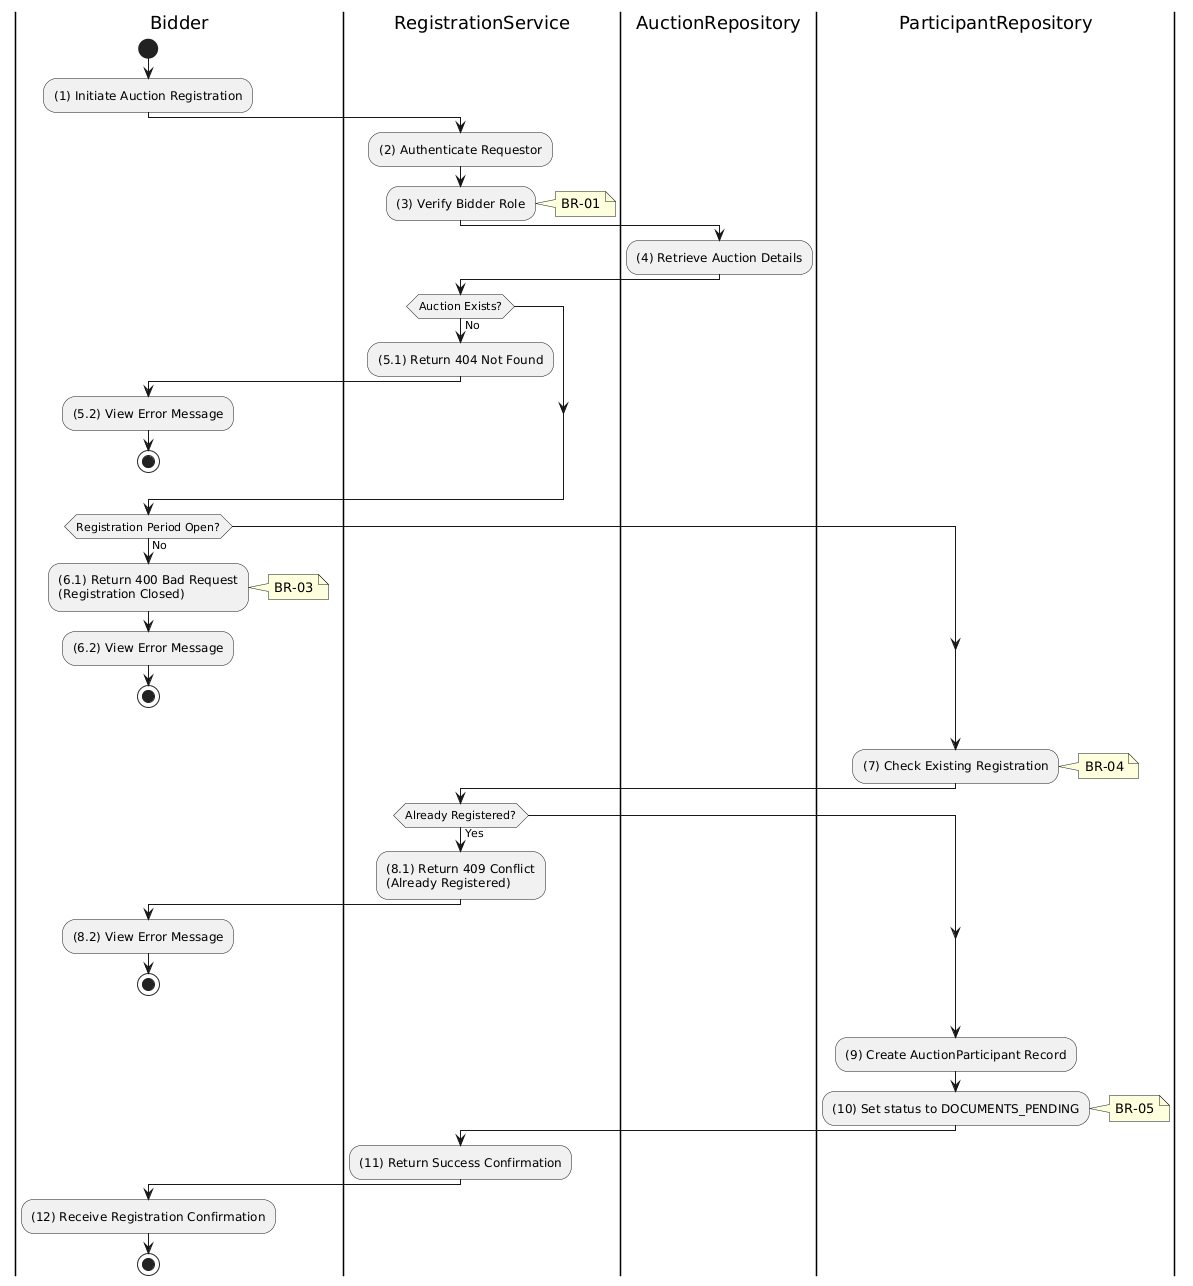 Bidder
RegistrationService
AuctionRepository
ParticipantRepository
(1) Initiate Auction Registration
(2) Authenticate Requestor
(3) Verify Bidder Role
BR-01
(4) Retrieve Auction Details
Auction Exists?
No
(5.1) Return 404 Not Found
(5.2) View Error Message
Registration Period Open?
No
(6.1) Return 400 Bad Request
(Registration Closed)
BR-03
(6.2) View Error Message
(7) Check Existing Registration
BR-04
Already Registered?
Yes
(8.1) Return 409 Conflict
(Already Registered)
(8.2) View Error Message
(9) Create AuctionParticipant Record
(10) Set status to DOCUMENTS_PENDING
BR-05
(11) Return Success Confirmation
(12) Receive Registration Confirmation